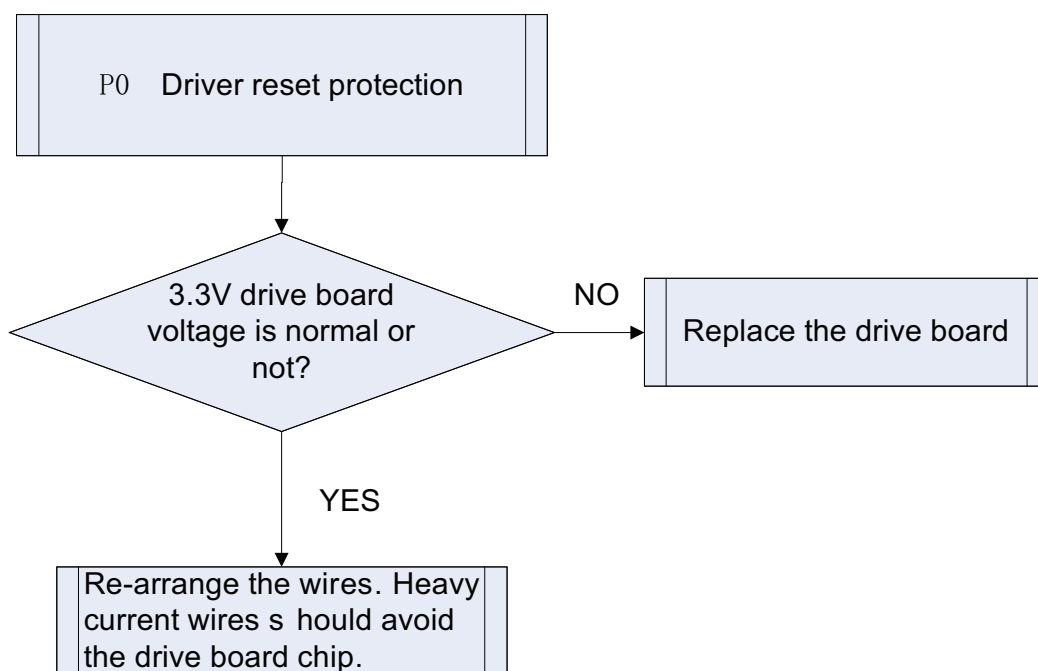 P0 Driver reset protection
3.3V drive board
voltage is normal or
not?
NO
Replace the drive board
YES
Re-arrange the wires. Heavy
current wires s hould avoid
the drive board chip.